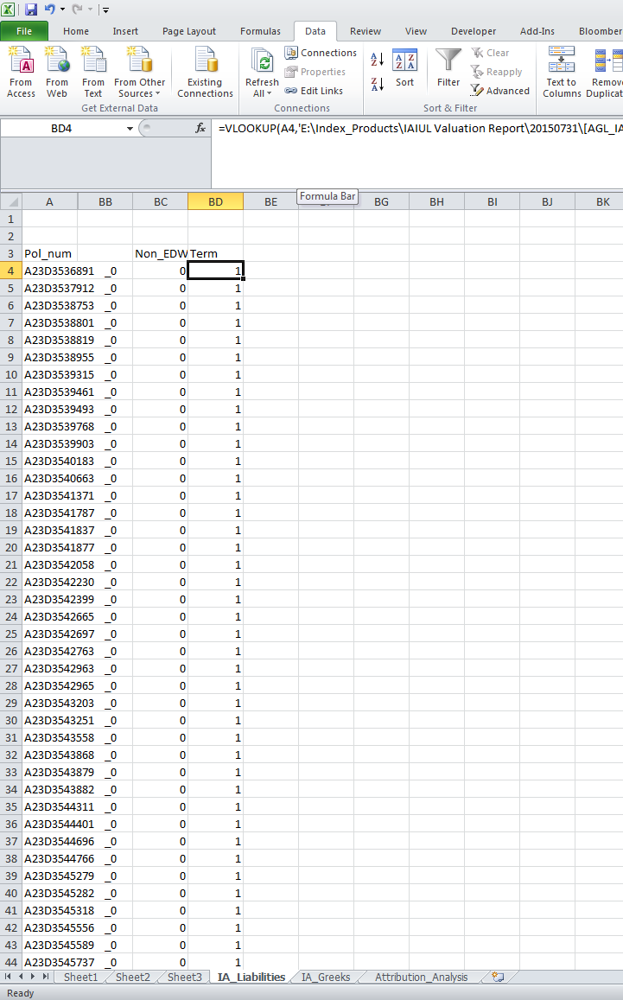 File Home Insert Page Layout Formulas Data Review View Developer Add-Ins Bloomber
From Access From Web From Text From Other Sources Existing Connections Refresh All Connections Properties Edit Links Sort Filter Clear Reapply Advanced Text to Columns Remov Duplicat
Get External Data Connections Sort & Filter
BD4 fx =VLOOKUP(A4,'E:\Index_Products\IAIUL Valuation Report\20150731\[AGL_IA
Formula Bar
A BB BC BD BE BG BH BI BJ BK
1
2
3 Pol_num Non_EDW Term
4 A23D3536891 _0 0 1
5 A23D3537912 _0 0 1
6 A23D3538753 _0 0 1
7 A23D3538801 _0 0 1
8 A23D3538819 _0 0 1
9 A23D3538955 _0 0 1
10 A23D3539315 _0 0 1
11 A23D3539461 _0 0 1
12 A23D3539493 _0 0 1
13 A23D3539768 _0 0 1
14 A23D3539903 _0 0 1
15 A23D3540183 _0 0 1
16 A23D3540663 _0 0 1
17 A23D3541371 _0 0 1
18 A23D3541787 _0 0 1
19 A23D3541837 _0 0 1
20 A23D3541877 _0 0 1
21 A23D3542058 _0 0 1
22 A23D3542230 _0 0 1
23 A23D3542399 _0 0 1
24 A23D3542665 _0 0 1
25 A23D3542697 _0 0 1
26 A23D3542763 _0 0 1
27 A23D3542963 _0 0 1
28 A23D3542965 _0 0 1
29 A23D3543203 _0 0 1
30 A23D3543251 _0 0 1
31 A23D3543558 _0 0 1
32 A23D3543868 _0 0 1
33 A23D3543879 _0 0 1
34 A23D3543882 _0 0 1
35 A23D3544311 _0 0 1
36 A23D3544401 _0 0 1
37 A23D3544696 _0 0 1
38 A23D3544766 _0 0 1
39 A23D3545279 _0 0 1
40 A23D3545282 _0 0 1
41 A23D3545318 _0 0 1
42 A23D3545556 _0 0 1
43 A23D3545589 _0 0 1
44 A23D3545737 _0 0 1
Sheet1 Sheet2 Sheet3 IA_Liabilities IA_Greeks Attribution_Analysis
Ready